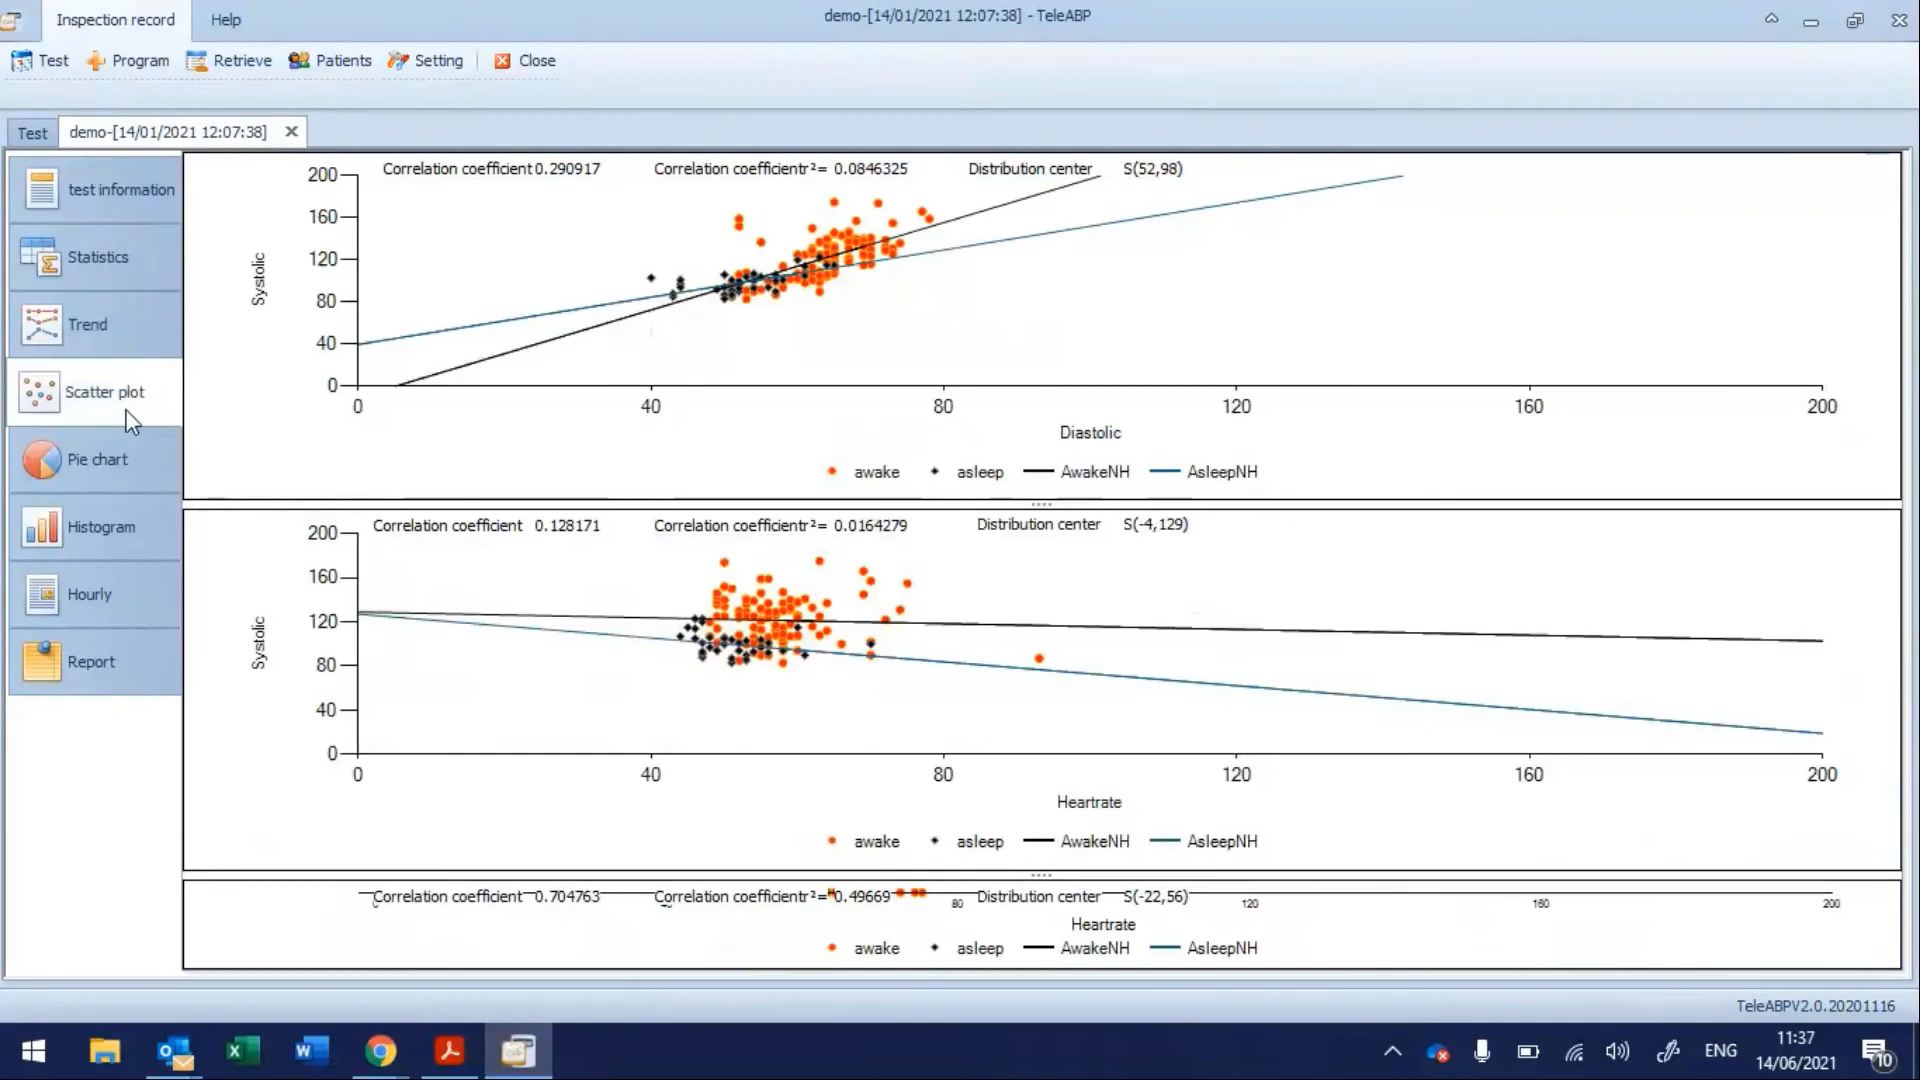 Inspection record Help demo-[14/01/2021 12:07:38] - TeleABP
Test Program Retrieve Patients Setting Close
Test demo-[14/01/2021 12:07:38]
test information
Statistics
Trend
Scatter plot
Pie chart
Histogram
Hourly
Report
Correlation coefficient 0.290917 Correlation coefficientr²= 0.0846325 Distribution center S(52,98)
200
160
120
80
40
0
Systolic
0 40 80 120 160 200
Diastolic
awake asleep AwakeNH AsleepNH
Correlation coefficient 0.128171 Correlation coefficientr²= 0.0164279 Distribution center S(-4,129)
200
160
120
80
40
0
Systolic
0 40 80 120 160 200
Heartrate
awake asleep AwakeNH AsleepNH
Correlation coefficient 0.704763 Correlation coefficientr²= 0.49669 Distribution center S(-22,56)
80 120 160 200
Heartrate
awake asleep AwakeNH AsleepNH
TeleABPV2.0.20201116
ENG
11:37
14/06/2021
10